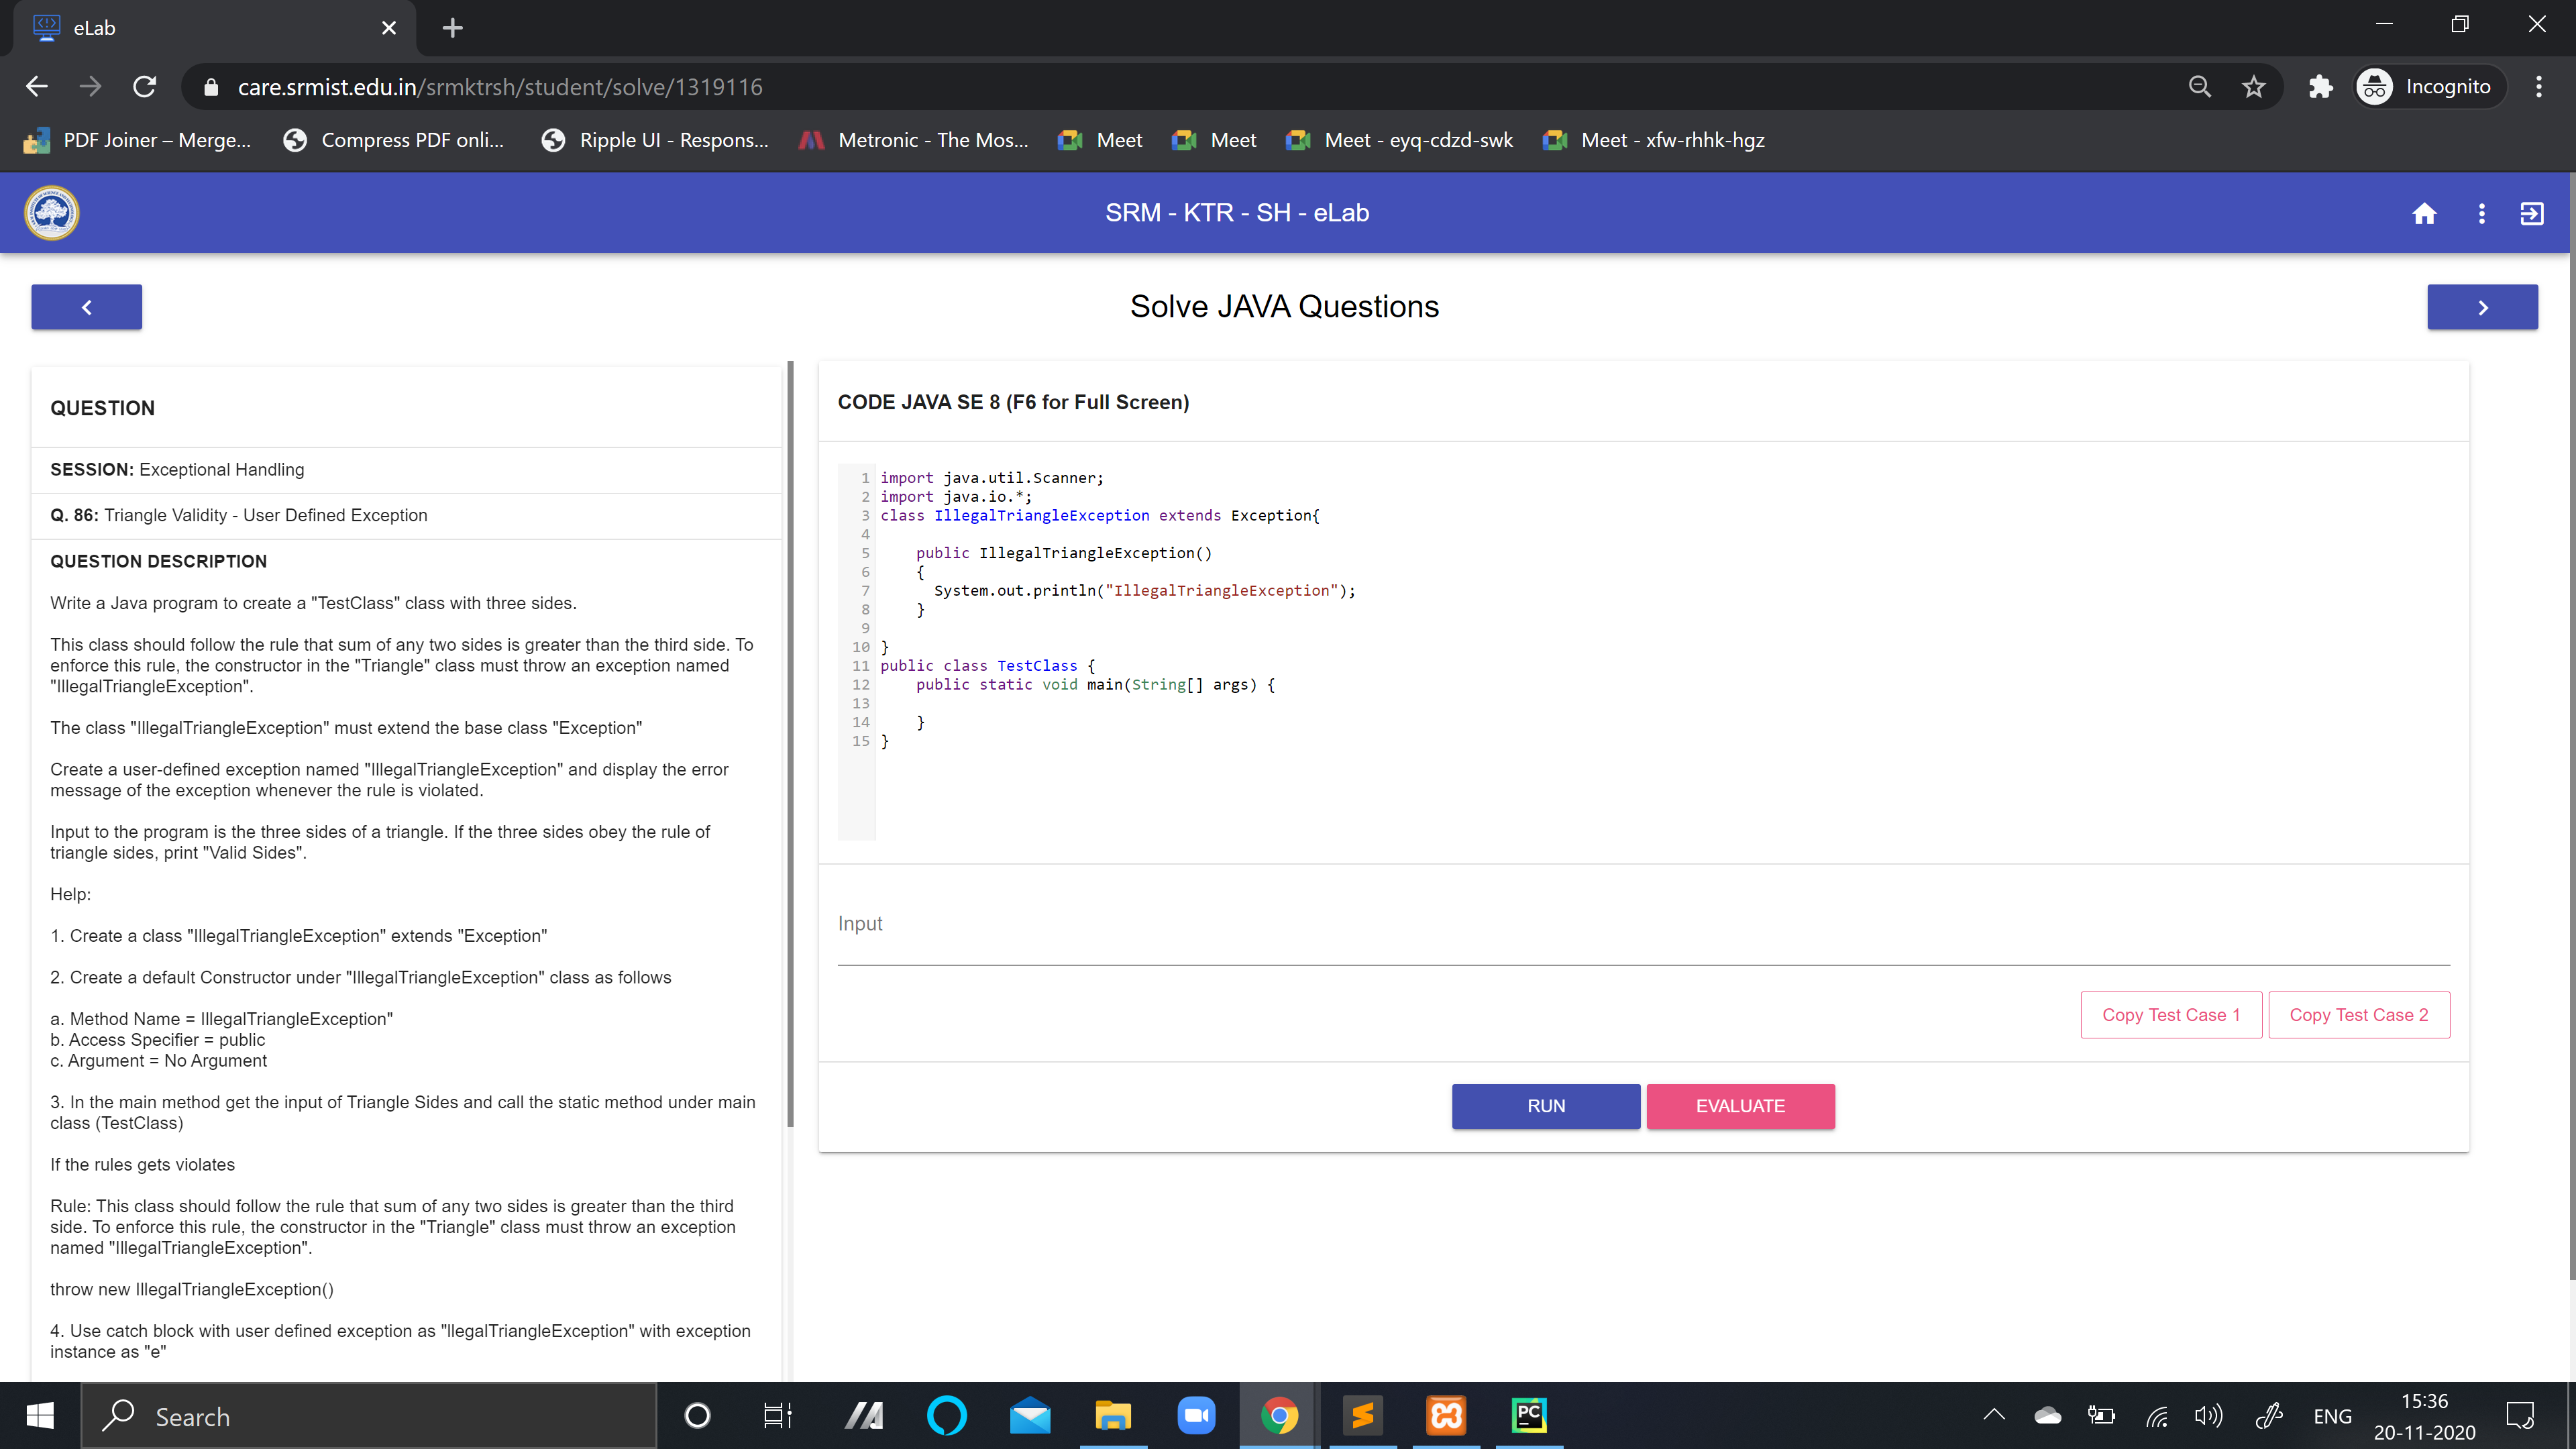 eLab
care.srmist.edu.in/srmktrsh/student/solve/1319116
Incognito
PDF Joiner – Merge...
Compress PDF onli...
Ripple UI - Respons...
Metronic - The Mos...
Meet
Meet
Meet - eyq-cdzd-swk
Meet - xfw-rhhk-hgz
SRM - KTR - SH - eLab
Solve JAVA Questions
QUESTION
SESSION: Exceptional Handling
Q. 86: Triangle Validity - User Defined Exception
QUESTION DESCRIPTION
Write a Java program to create a "TestClass" class with three sides.
This class should follow the rule that sum of any two sides is greater than the third side. To
enforce this rule, the constructor in the "Triangle" class must throw an exception named
"IllegalTriangleException".
The class "IllegalTriangleException" must extend the base class "Exception"
Create a user-defined exception named "IllegalTriangleException" and display the error
message of the exception whenever the rule is violated.
Input to the program is the three sides of a triangle. If the three sides obey the rule of
triangle sides, print "Valid Sides".
Help:
1. Create a class "IllegalTriangleException" extends "Exception"
2. Create a default Constructor under "IllegalTriangleException" class as follows
a. Method Name = IllegalTriangleException"
b. Access Specifier = public
c. Argument = No Argument
3. In the main method get the input of Triangle Sides and call the static method under main
class (TestClass)
If the rules gets violates
Rule: This class should follow the rule that sum of any two sides is greater than the third
side. To enforce this rule, the constructor in the "Triangle" class must throw an exception
named "IllegalTriangleException".
throw new IllegalTriangleException()
4. Use catch block with user defined exception as "llegalTriangleException" with exception
instance as "e"
CODE JAVA SE 8 (F6 for Full Screen)
1 import java.util.Scanner;
2 import java.io.*;
3 class IllegalTriangleException extends Exception{
4
5     public IllegalTriangleException()
6     {
7       System.out.println("IllegalTriangleException");
8     }
9
10 }
11 public class TestClass {
12     public static void main(String[] args) {
13
14     }
15 }
Input
Copy Test Case 1
Copy Test Case 2
RUN
EVALUATE
Search
PC
ENG
15:36
20-11-2020